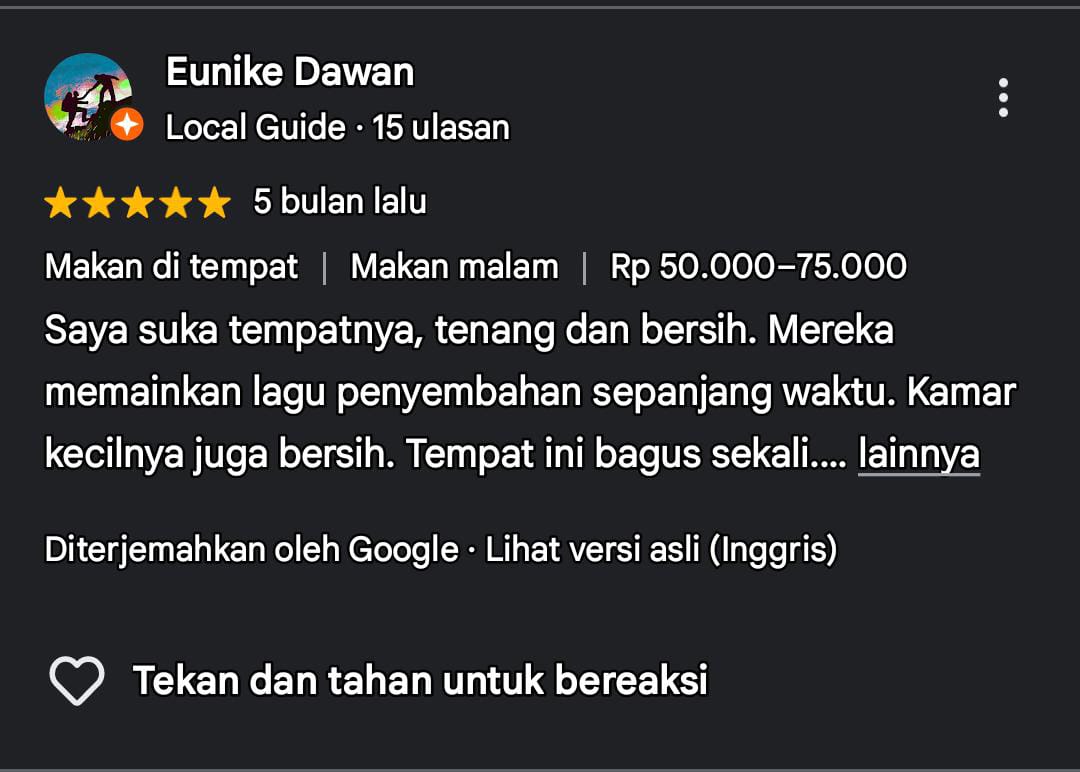 Eunike Dawan
Local Guide · 15 ulasan
5 bulan lalu
Makan di tempat | Makan malam | Rp 50.000–75.000
Saya suka tempatnya, tenang dan bersih. Mereka
memainkan lagu penyembahan sepanjang waktu. Kamar
kecilnya juga bersih. Tempat ini bagus sekali.... lainnya
Diterjemahkan oleh Google · Lihat versi asli (Inggris)
Tekan dan tahan untuk bereaksi